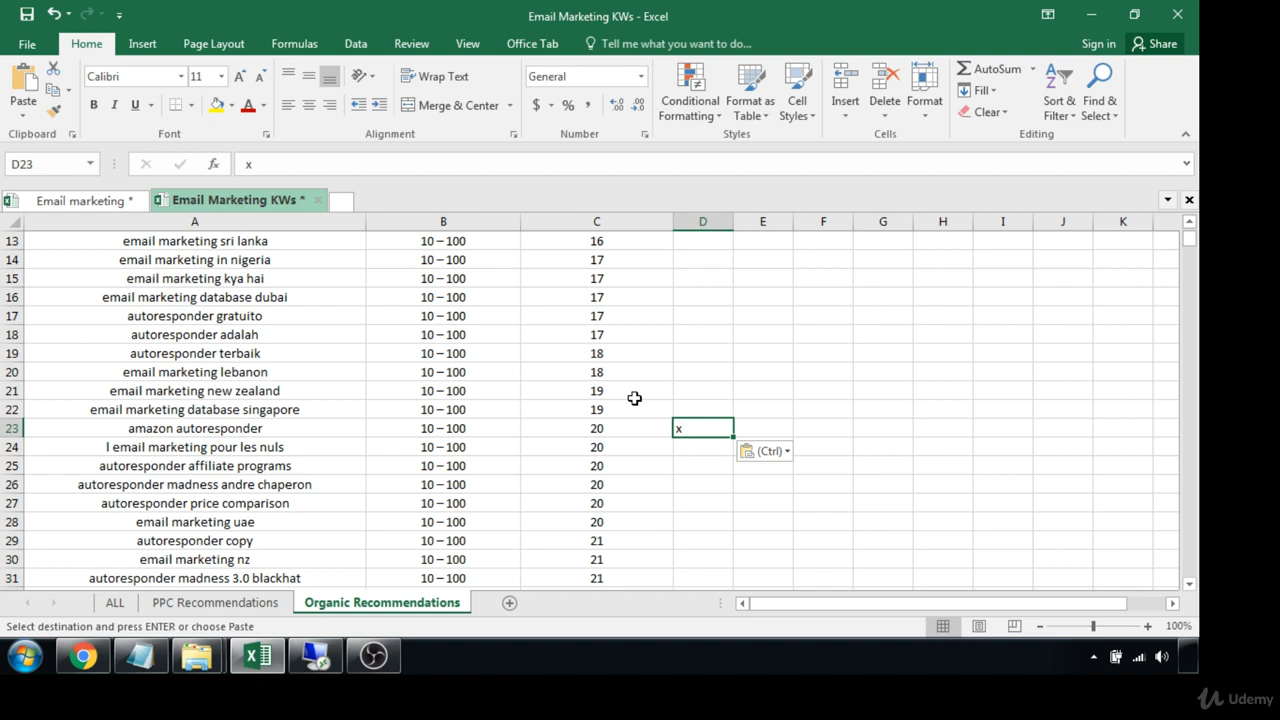 Email Marketing KWs - Excel
File Home Insert Page Layout Formulas Data Review View Office Tab Tell me what you want to do... Sign in Share
Calibri 11 Wrap Text General AutoSum
Paste Conditional Format as Cell Insert Delete Format Fill Sort & Find &
B I U A Merge & Center $ % Formatting Table Styles Clear Filter Select
Clipboard Font Alignment Number Styles Cells Editing
D23 fx x
Email marketing * Email Marketing KWs *
A B C D E F G H I J K
13 email marketing sri lanka 10 – 100 16
14 email marketing in nigeria 10 – 100 17
15 email marketing kya hai 10 – 100 17
16 email marketing database dubai 10 – 100 17
17 autoresponder gratuito 10 – 100 17
18 autoresponder adalah 10 – 100 17
19 autoresponder terbaik 10 – 100 18
20 email marketing lebanon 10 – 100 18
21 email marketing new zealand 10 – 100 19
22 email marketing database singapore 10 – 100 19
23 amazon autoresponder 10 – 100 20 x
24 l email marketing pour les nuls 10 – 100 20
(Ctrl)
25 autoresponder affiliate programs 10 – 100 20
26 autoresponder madness andre chaperon 10 – 100 20
27 autoresponder price comparison 10 – 100 20
28 email marketing uae 10 – 100 20
29 autoresponder copy 10 – 100 21
30 email marketing nz 10 – 100 21
31 autoresponder madness 3.0 blackhat 10 – 100 21
ALL PPC Recommendations Organic Recommendations
Select destination and press ENTER or choose Paste 100%
Udemy